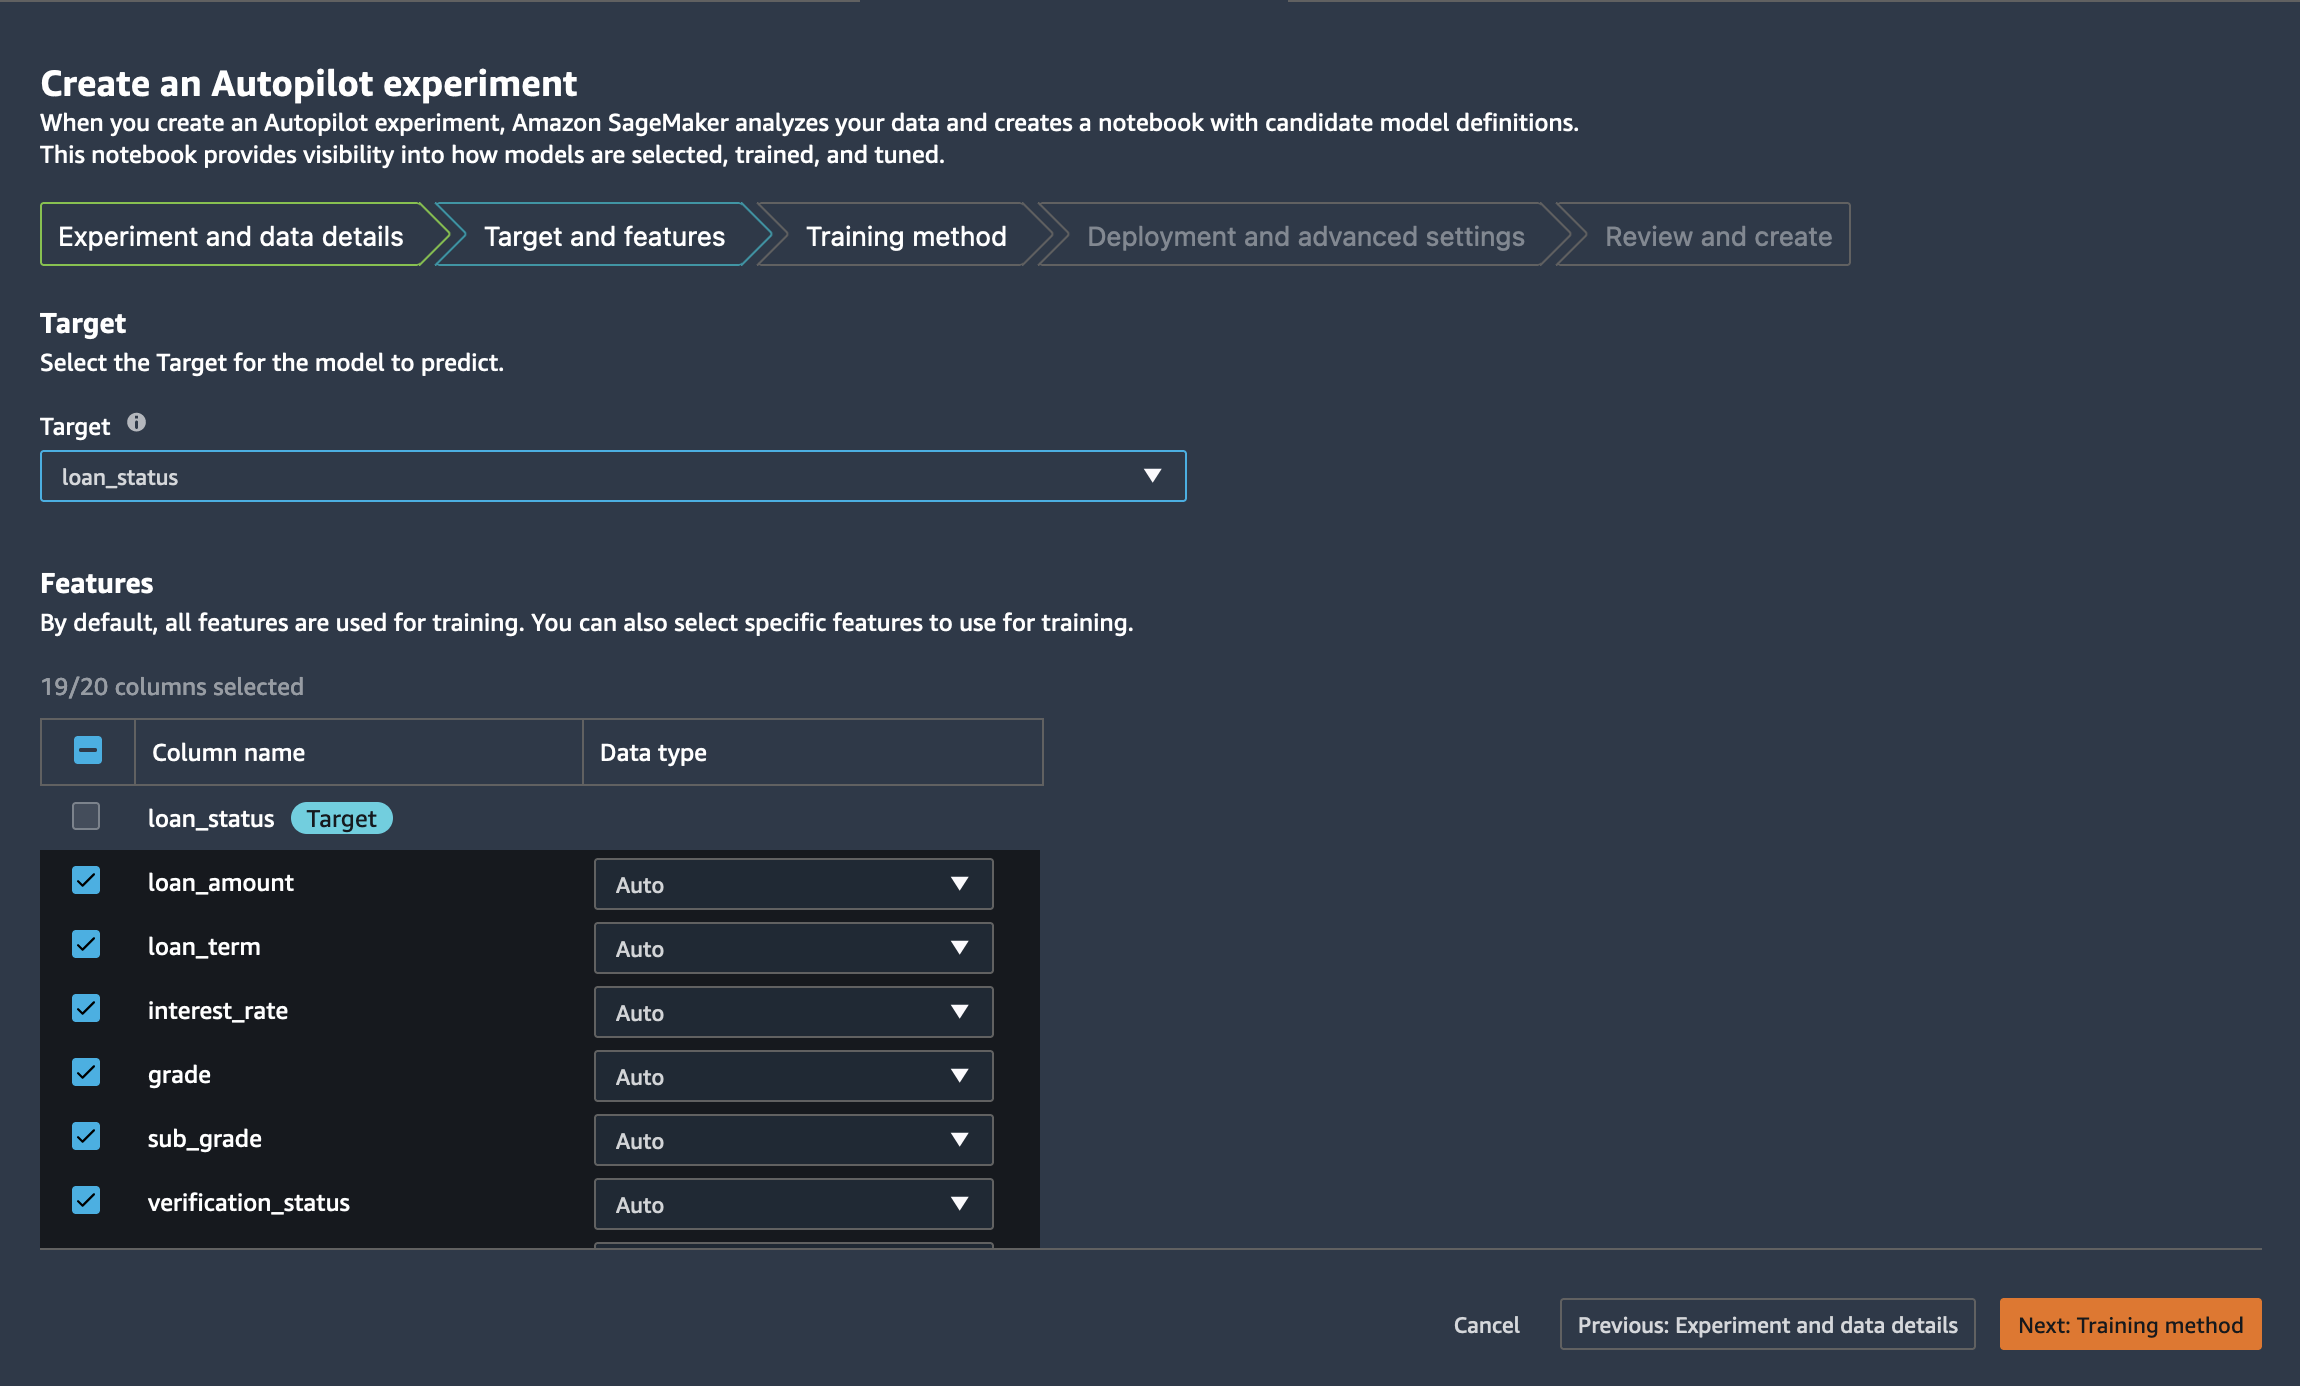 Create an Autopilot experiment
When you create an Autopilot experiment, Amazon SageMaker analyzes your data and creates a notebook with candidate model definitions.
This notebook provides visibility into how models are selected, trained, and tuned.
Experiment and data details
Target and features
Training method
Deployment and advanced settings
Review and create
Target
Select the Target for the model to predict.
Target
loan_status
Features
By default, all features are used for training. You can also select specific features to use for training.
19/20 columns selected
Column name
Data type
loan_status Target
loan_amount
Auto
loan_term
Auto
interest_rate
Auto
grade
Auto
sub_grade
Auto
verification_status
Auto
Cancel
Previous: Experiment and data details
Next: Training method